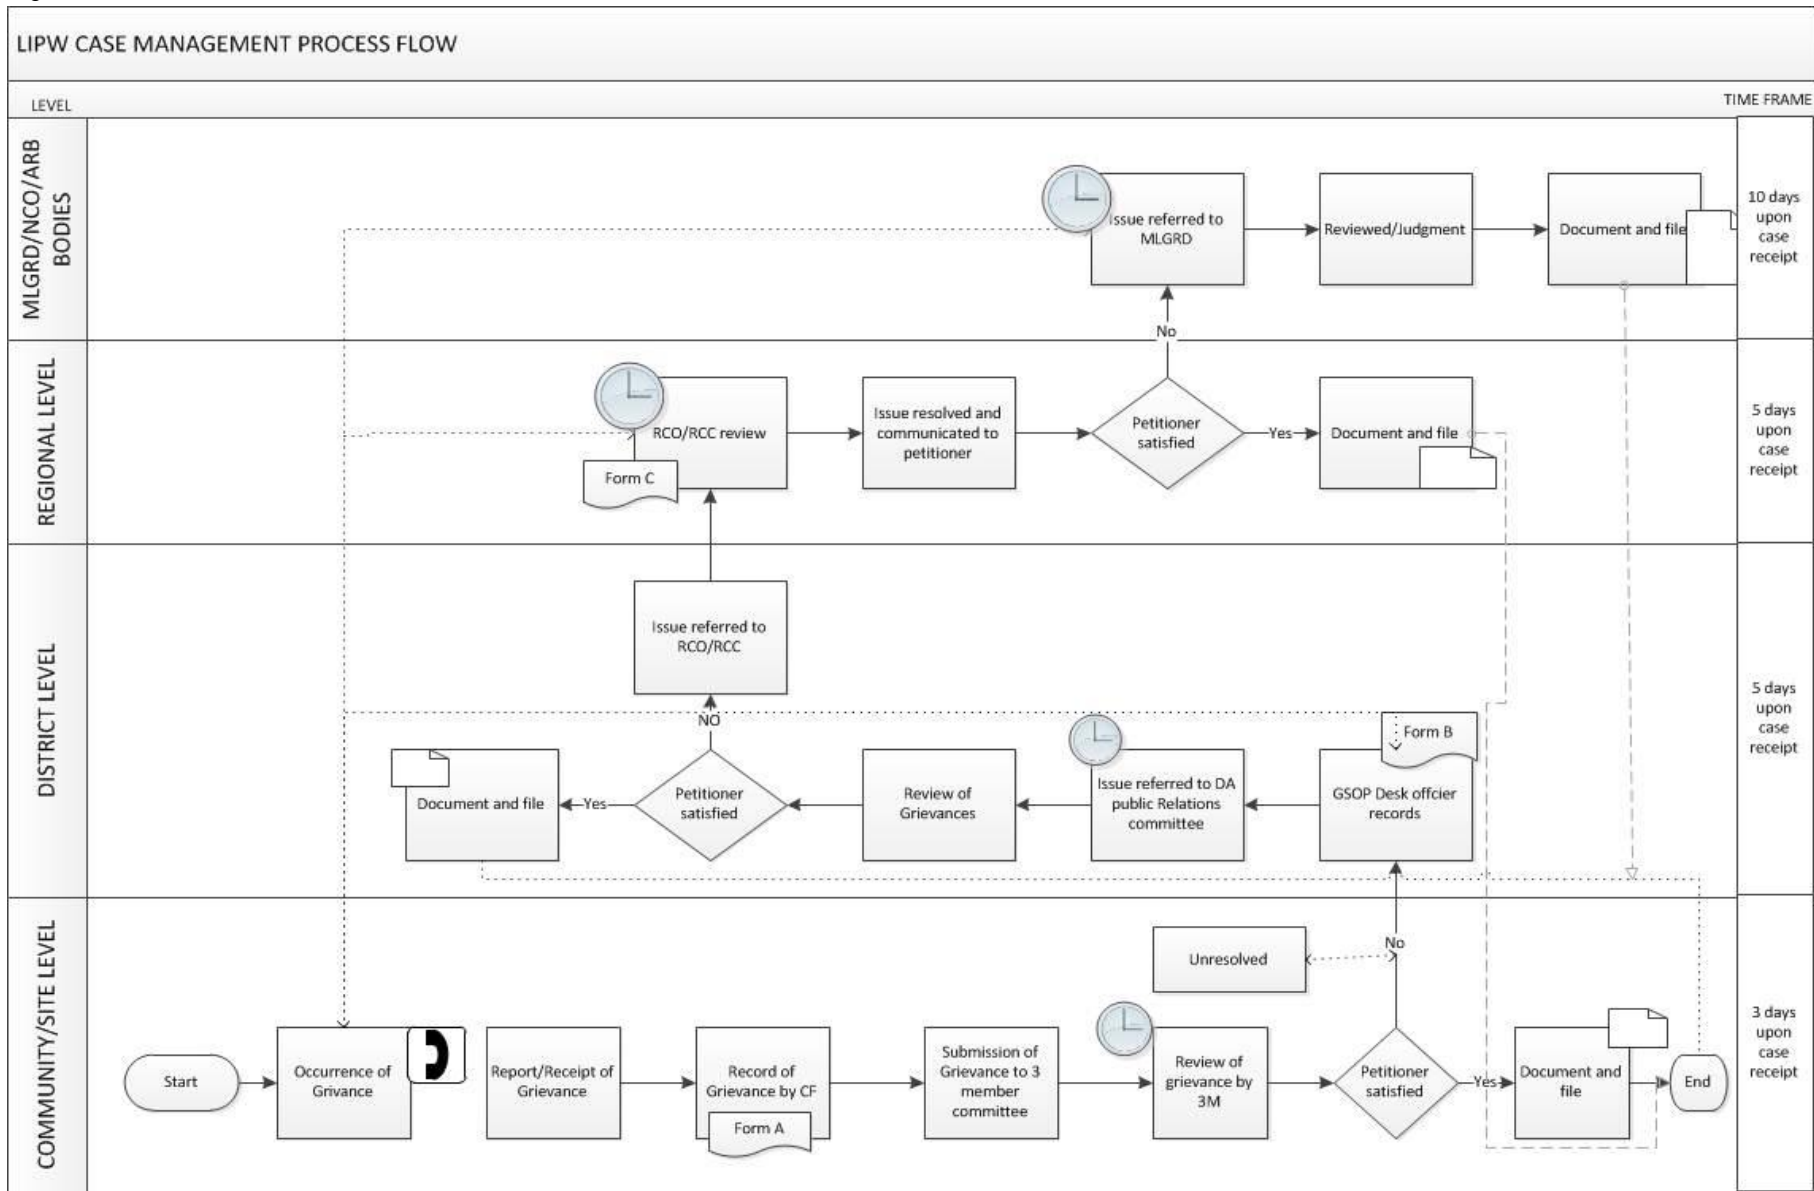 LIPW CASE MANAGEMENT PROCESS FLOW
LEVEL
TIME FRAME
MLGRD/NCO/ARB
BODIES
Issue referred to
MLGRD
Reviewed/Judgment
Document and file
10 days
upon
case
receipt
No
REGIONAL LEVEL
RCO/RCC review
Form C
Issue resolved and
communicated to
petitioner
Petitioner
satisfied
Yes
Document and file
5 days
upon
case
receipt
DISTRICT LEVEL
Issue referred to
RCO/RCC
NO
Document and file
Yes
Petitioner
satisfied
Review of
Grievances
Issue referred to DA
public Relations
committee
Form B
GSOP Desk offcier
records
5 days
upon
case
receipt
COMMUNITY/SITE LEVEL
Unresolved
No
Start
Occurrence of
Grivance
Report/Receipt of
Grievance
Record of
Grievance by CF
Form A
Submission of
Grievance to 3
member
committee
Review of
grievance by
3M
Petitioner
satisfied
Yes
Document and
file
End
3 days
upon
case
receipt